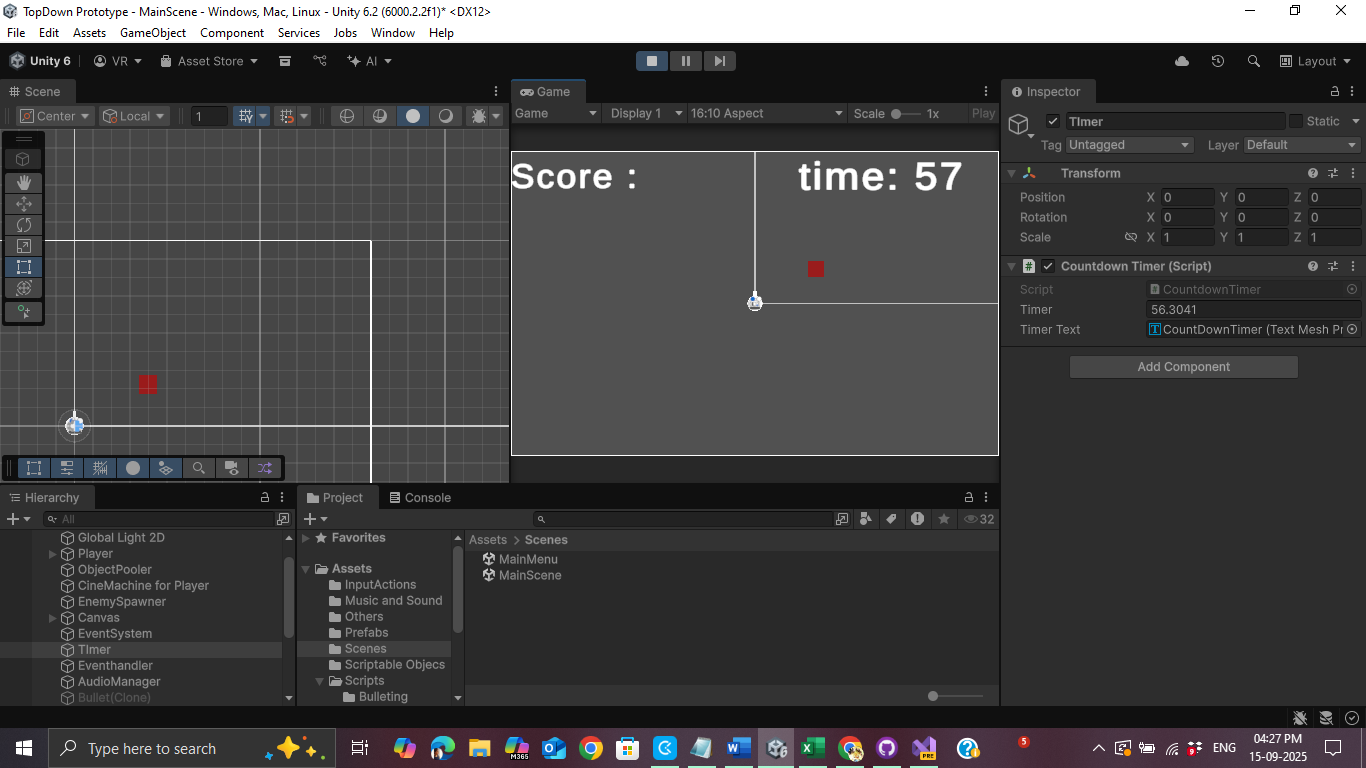 TopDown Prototype - MainScene - Windows, Mac, Linux - Unity 6.2 (6000.2.2f1)* <DX12>
File Edit Assets GameObject Component Services Jobs Window Help
Unity 6 VR Asset Store AI Layout
Scene
Center Local 1
Game
Game Display 1 16:10 Aspect Scale 1x Play
Score :
time: 57
Inspector
TImer Static
Tag Untagged Layer Default
Transform
Position X 0 Y 0 Z 0
Rotation X 0 Y 0 Z 0
Scale X 1 Y 1 Z 1
Countdown Timer (Script)
Script CountdownTimer
Timer 56.3041
Timer Text CountDownTimer (Text Mesh Pr
Add Component
Hierarchy
All
Global Light 2D
Player
ObjectPooler
CineMachine for Player
EnemySpawner
Canvas
EventSystem
TImer
Eventhandler
AudioManager
Bullet(Clone)
Project Console
32
Favorites
Assets
InputActions
Music and Sound
Others
Prefabs
Scenes
Scriptable Objecs
Scripts
Bulleting
Assets > Scenes
MainMenu
MainScene
Type here to search
M365
PRE
5
9
ENG
04:27 PM
15-09-2025